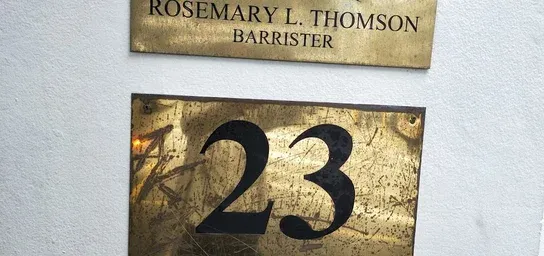 ROSEMARY L. THOMSON
BARRISTER
23